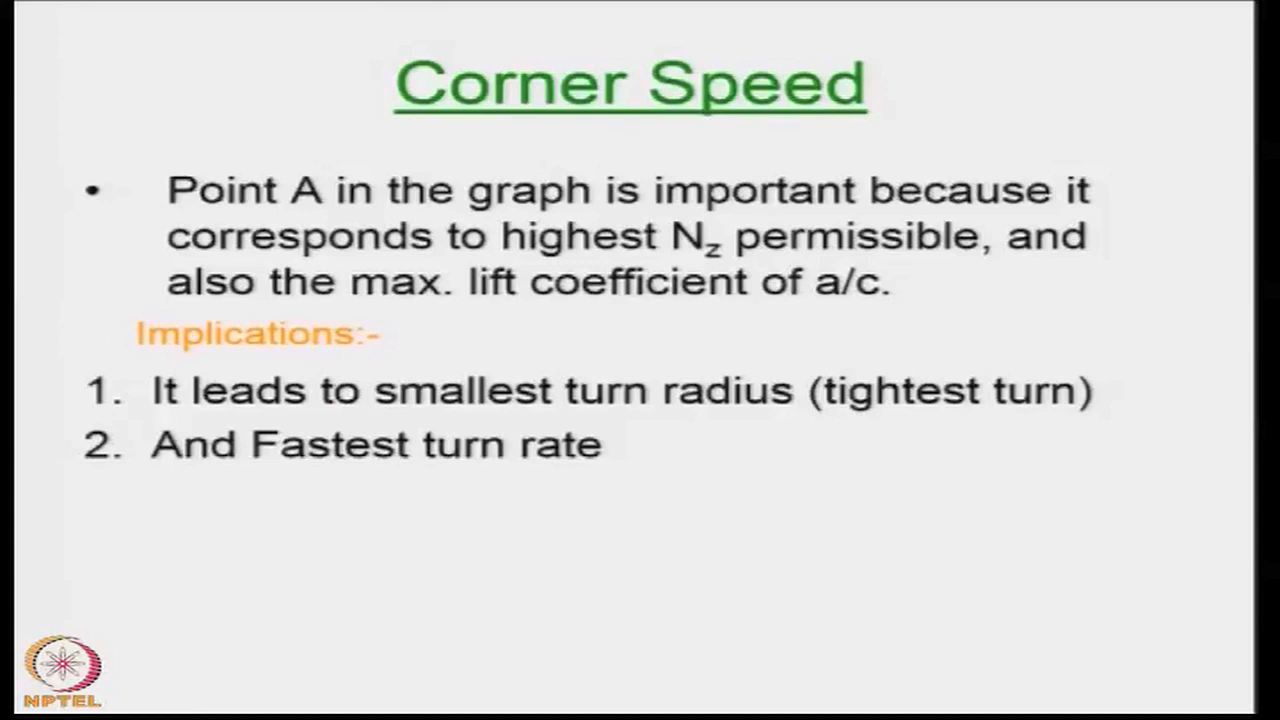 Corner Speed
• Point A in the graph is important because it
corresponds to highest Nz permissible, and
also the max. lift coefficient of a/c.
Implications:-
1. It leads to smallest turn radius (tightest turn)
2. And Fastest turn rate
NPTEL